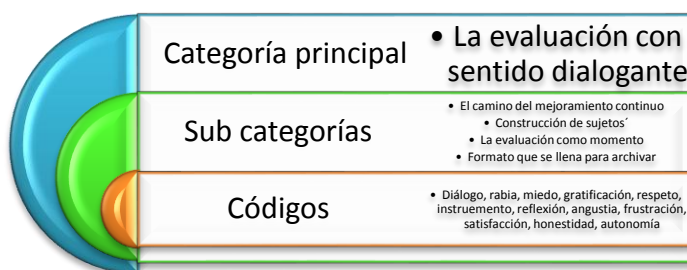 Categoría principal
• La evaluación con
sentido dialogante
Sub categorías
• El camino del mejoramiento continuo
• Construcción de sujetos´
• La evaluación como momento
• Formato que se llena para archivar
Códigos
• Diálogo, rabia, miedo, gratificación, respeto,
instruemento, reflexión, angustia, frustración,
satisfacción, honestidad, autonomía